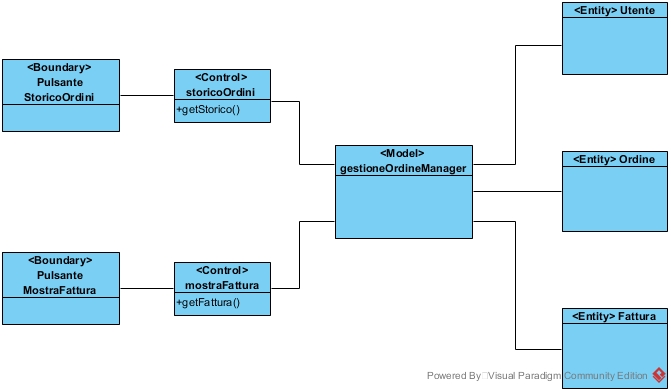 <Entity> Utente
<Boundary>
Pulsante
StoricoOrdini
<Control>
storicoOrdini
+getStorico()
<Model>
gestioneOrdineManager
<Entity> Ordine
<Boundary>
Pulsante
MostraFattura
<Control>
mostraFattura
+getFattura()
<Entity> Fattura
Powered By Visual Paradigm Community Edition